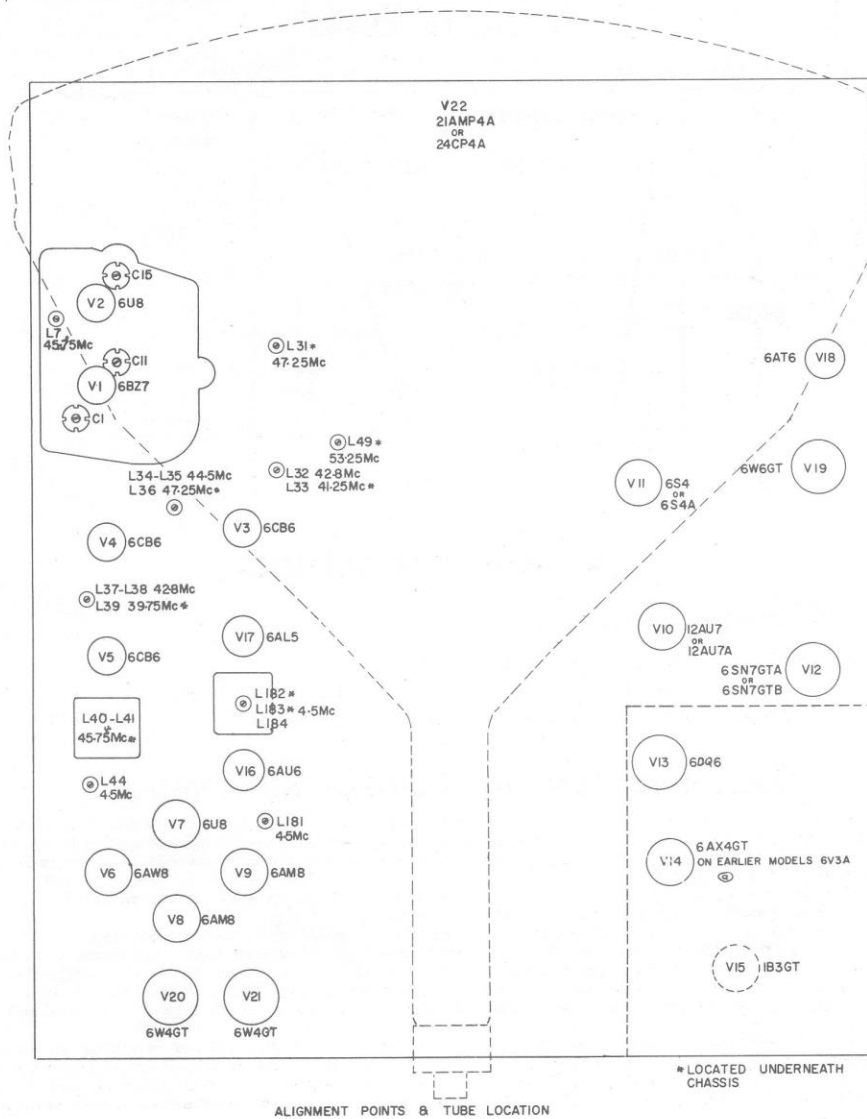 V22
21AMP4A
OR
24CP4A
C15
V2 6U8
L7
45.75Mc
C11
V1 6BZ7
C1
L31*
47.25Mc
6AT6 V18
L49*
53.25Mc
L34-L35 44.5Mc
L36 47.25Mc*
L32 42.8Mc
L33 41.25Mc*
V11 6S4
OR
6S4A
6W6GT V19
V4 6CB6
V3 6CB6
L37-L38 42.8Mc
L39 39.75Mc*
V17 6AL5
V10 12AU7
OR
12AU7A
V5 6CB6
6SN7GTA
OR
6SN7GTB
V12
L182*
L183* 4.5Mc
L184
L40-L41
45.75Mc*
V16 6AU6
V13 6DQ6
L44
4.5Mc
V7 6U8
L181
4.5Mc
V14 6AX4GT
ON EARLIER MODELS 6V3A
V6 6AW8
V9 6AM8
V8 6AM8
V15 1B3GT
V20
6W4GT
V21
6W4GT
*LOCATED UNDERNEATH
CHASSIS
ALIGNMENT POINTS & TUBE LOCATION